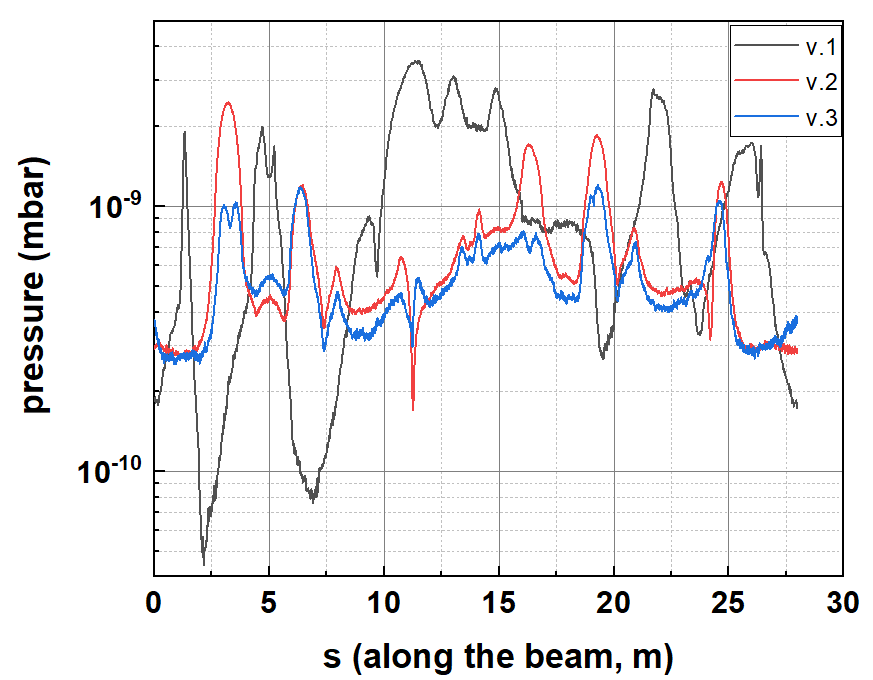 v.1
v.2
v.3
pressure (mbar)
10⁻⁹
10⁻¹⁰
0 5 10 15 20 25 30
s (along the beam, m)